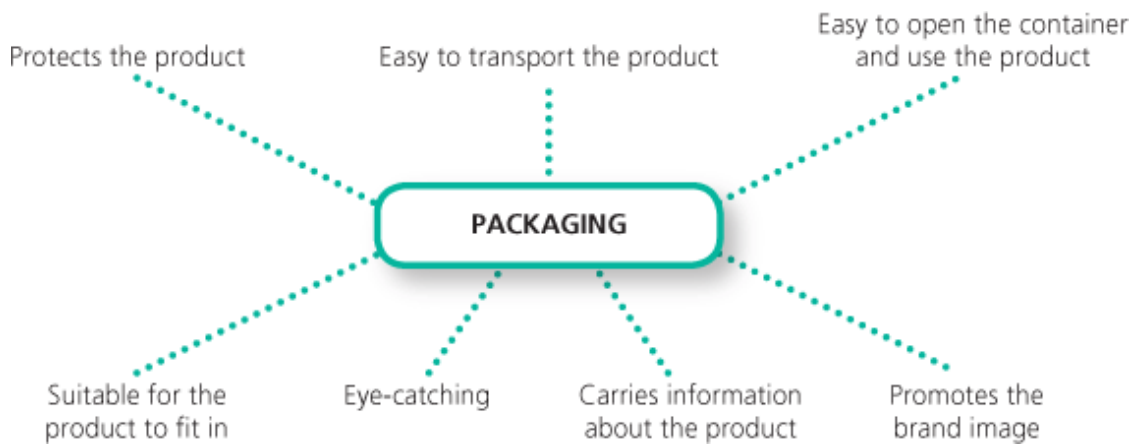 Protects the product
Easy to transport the product
Easy to open the container
and use the product
PACKAGING
Suitable for the
product to fit in
Eye-catching
Carries information
about the product
Promotes the
brand image